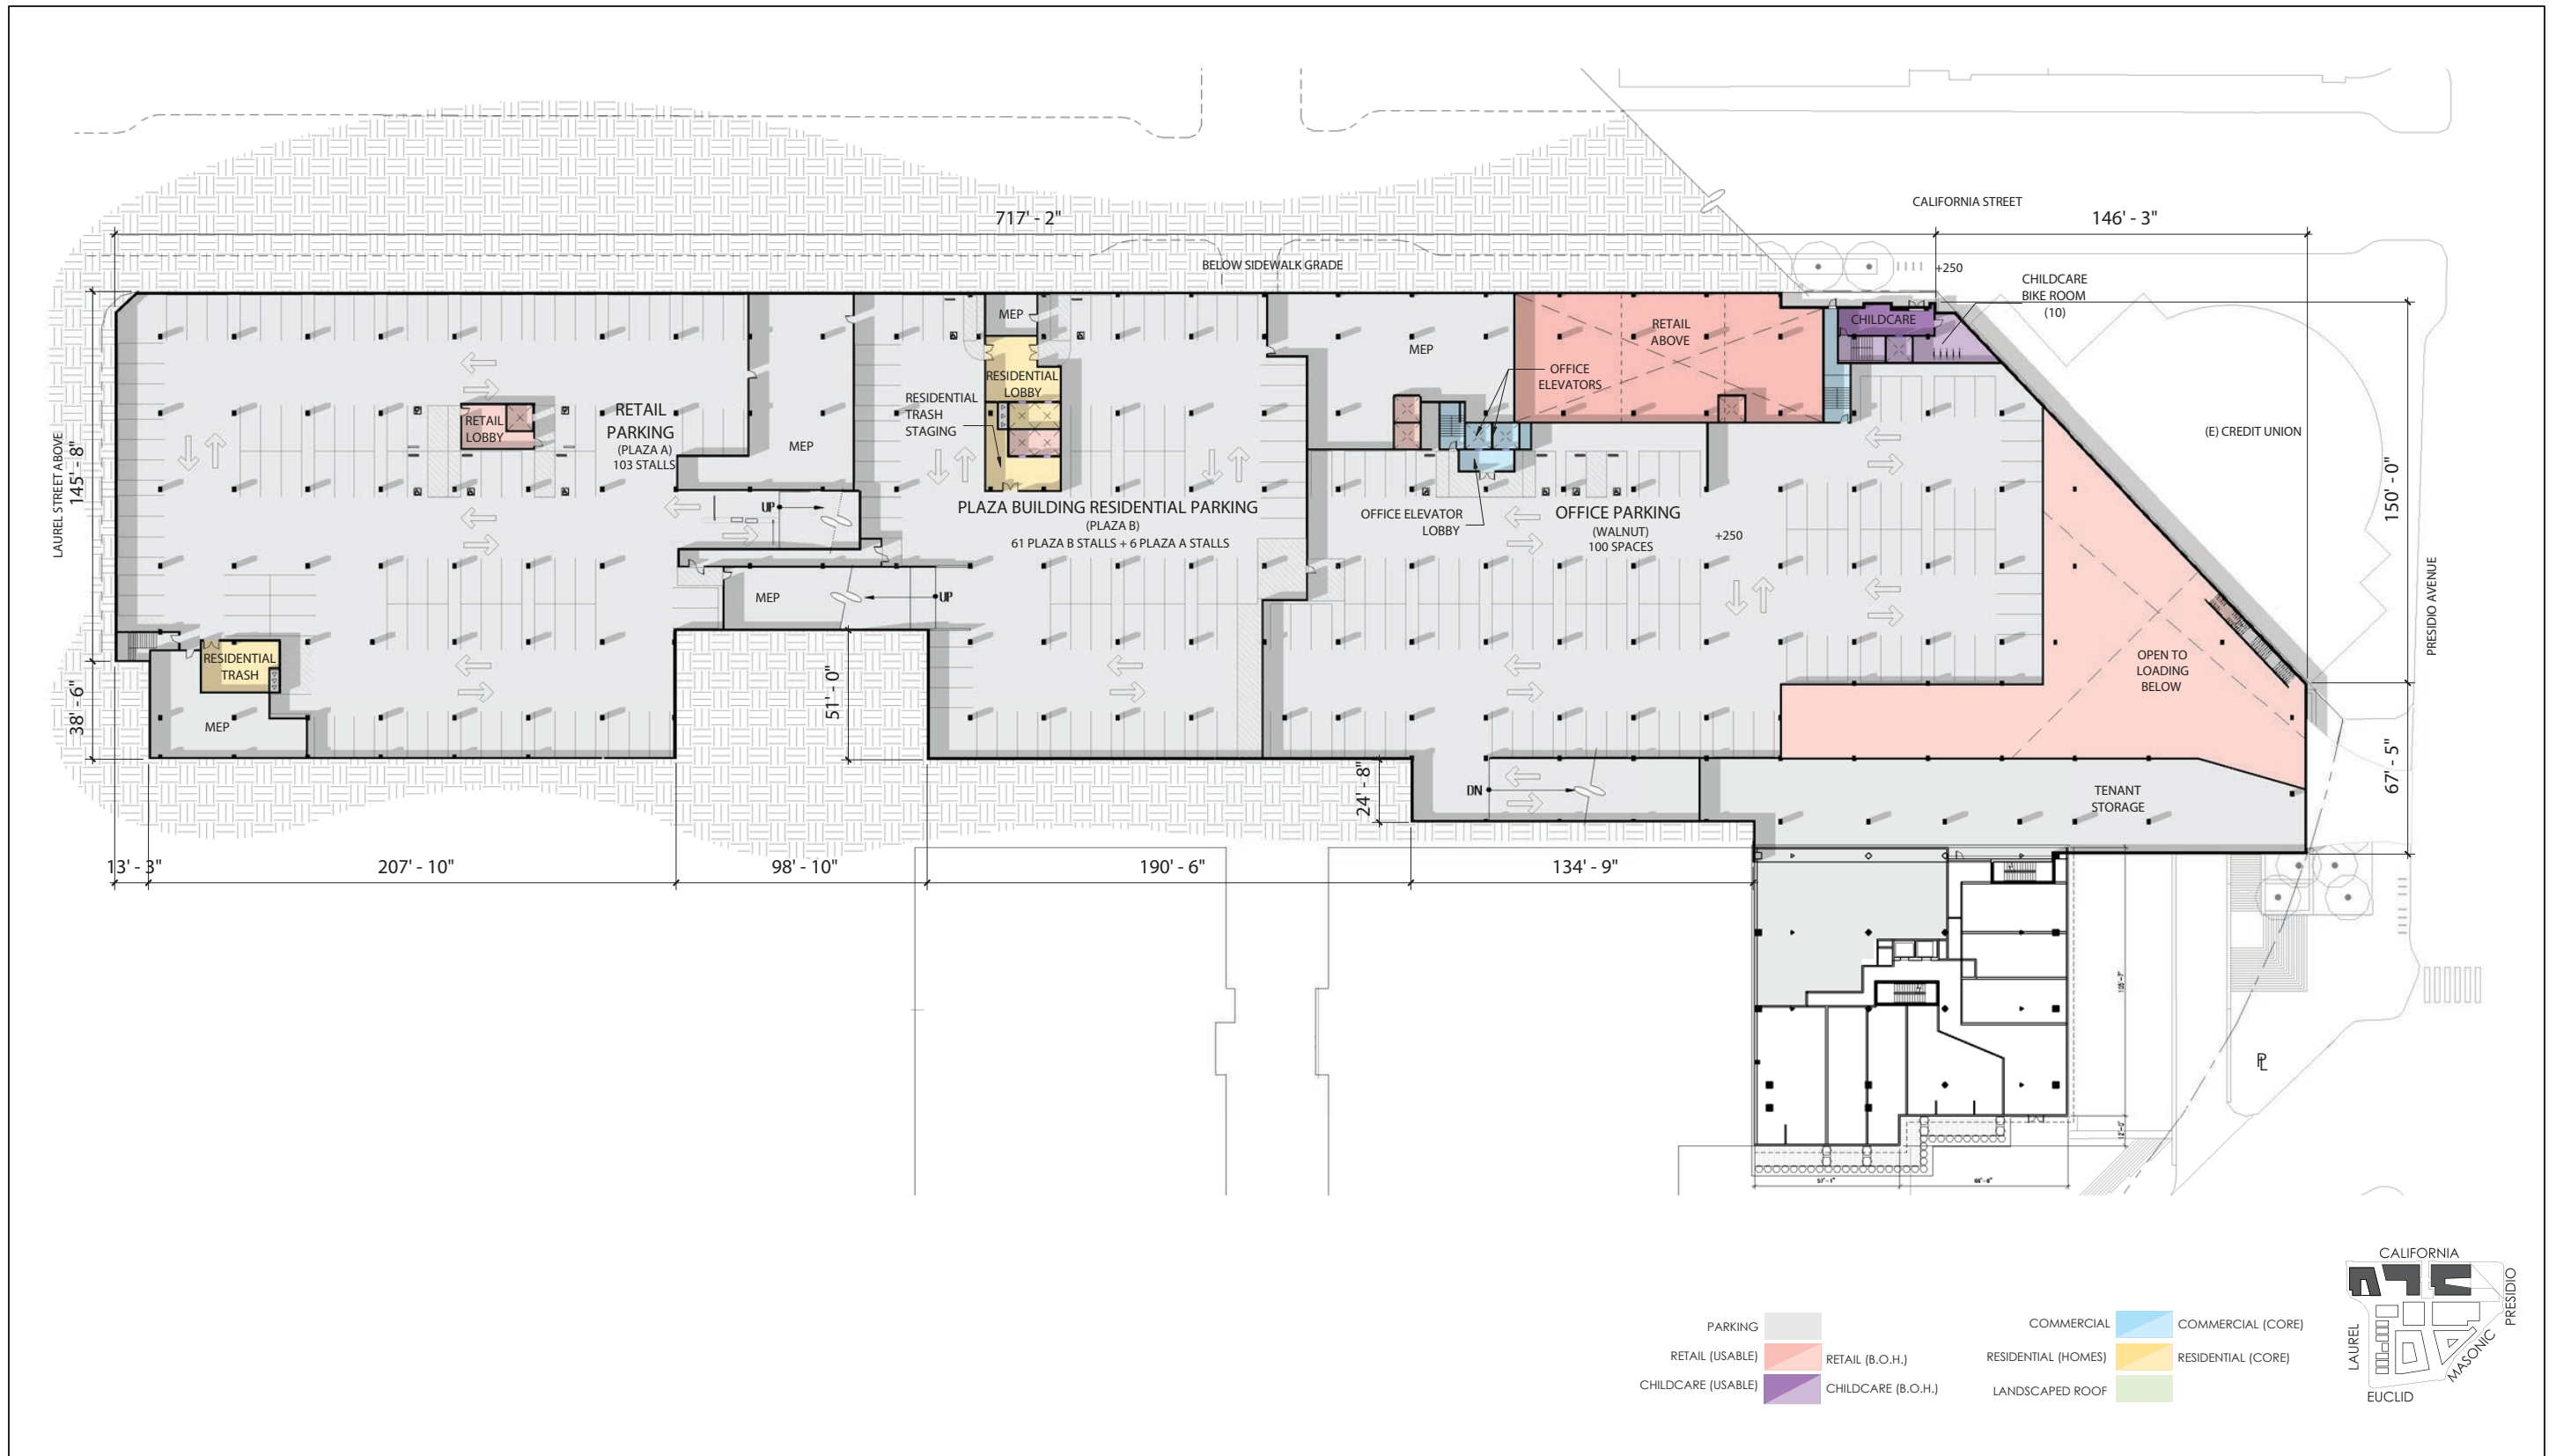 CALIFORNIA STREET
717' - 2"
146' - 3"
BELOW SIDEWALK GRADE
+250
CHILDCARE
BIKE ROOM
(10)
MEP
CHILDCARE
RETAIL
ABOVE
MEP
OFFICE
ELEVATORS
RESIDENTIAL
LOBBY
RESIDENTIAL
TRASH
STAGING
RETAIL
LOBBY
RETAIL
PARKING
(PLAZA A)
103 STALLS
MEP
(E) CREDIT UNION
LAUREL STREET ABOVE
145' - 8"
150' - 0"
UP
PLAZA BUILDING RESIDENTIAL PARKING
(PLAZA B)
61 PLAZA B STALLS + 6 PLAZA A STALLS
OFFICE ELEVATOR
LOBBY
OFFICE PARKING
(WALNUT)
100 SPACES
+250
MEP
UP
PRESIDIO AVENUE
RESIDENTIAL
TRASH
OPEN TO
LOADING
BELOW
38' - 6"
MEP
51' - 0"
67' - 5"
24' - 8"
DN
TENANT
STORAGE
13' - 3"
207' - 10"
98' - 10"
190' - 6"
134' - 9"
PL
CALIFORNIA
PRESIDIO
LAUREL
MASONIC
EUCLID
PARKING
RETAIL (USABLE)
RETAIL (B.O.H.)
CHILDCARE (USABLE)
CHILDCARE (B.O.H.)
COMMERCIAL
COMMERCIAL (CORE)
RESIDENTIAL (HOMES)
RESIDENTIAL (CORE)
LANDSCAPED ROOF